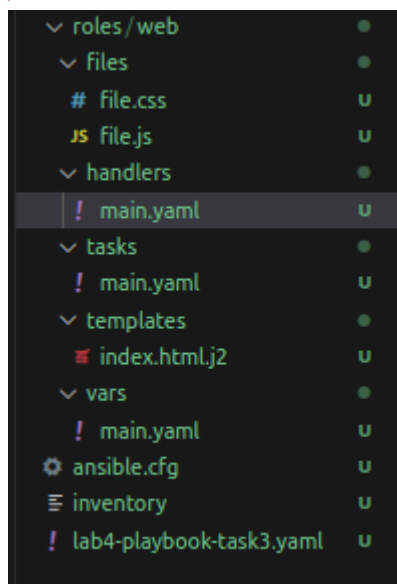 roles/web
files
# file.css U
JS file.js U
handlers
! main.yaml U
tasks
! main.yaml U
templates
index.html.j2 U
vars
! main.yaml U
ansible.cfg U
inventory U
! lab4-playbook-task3.yaml U